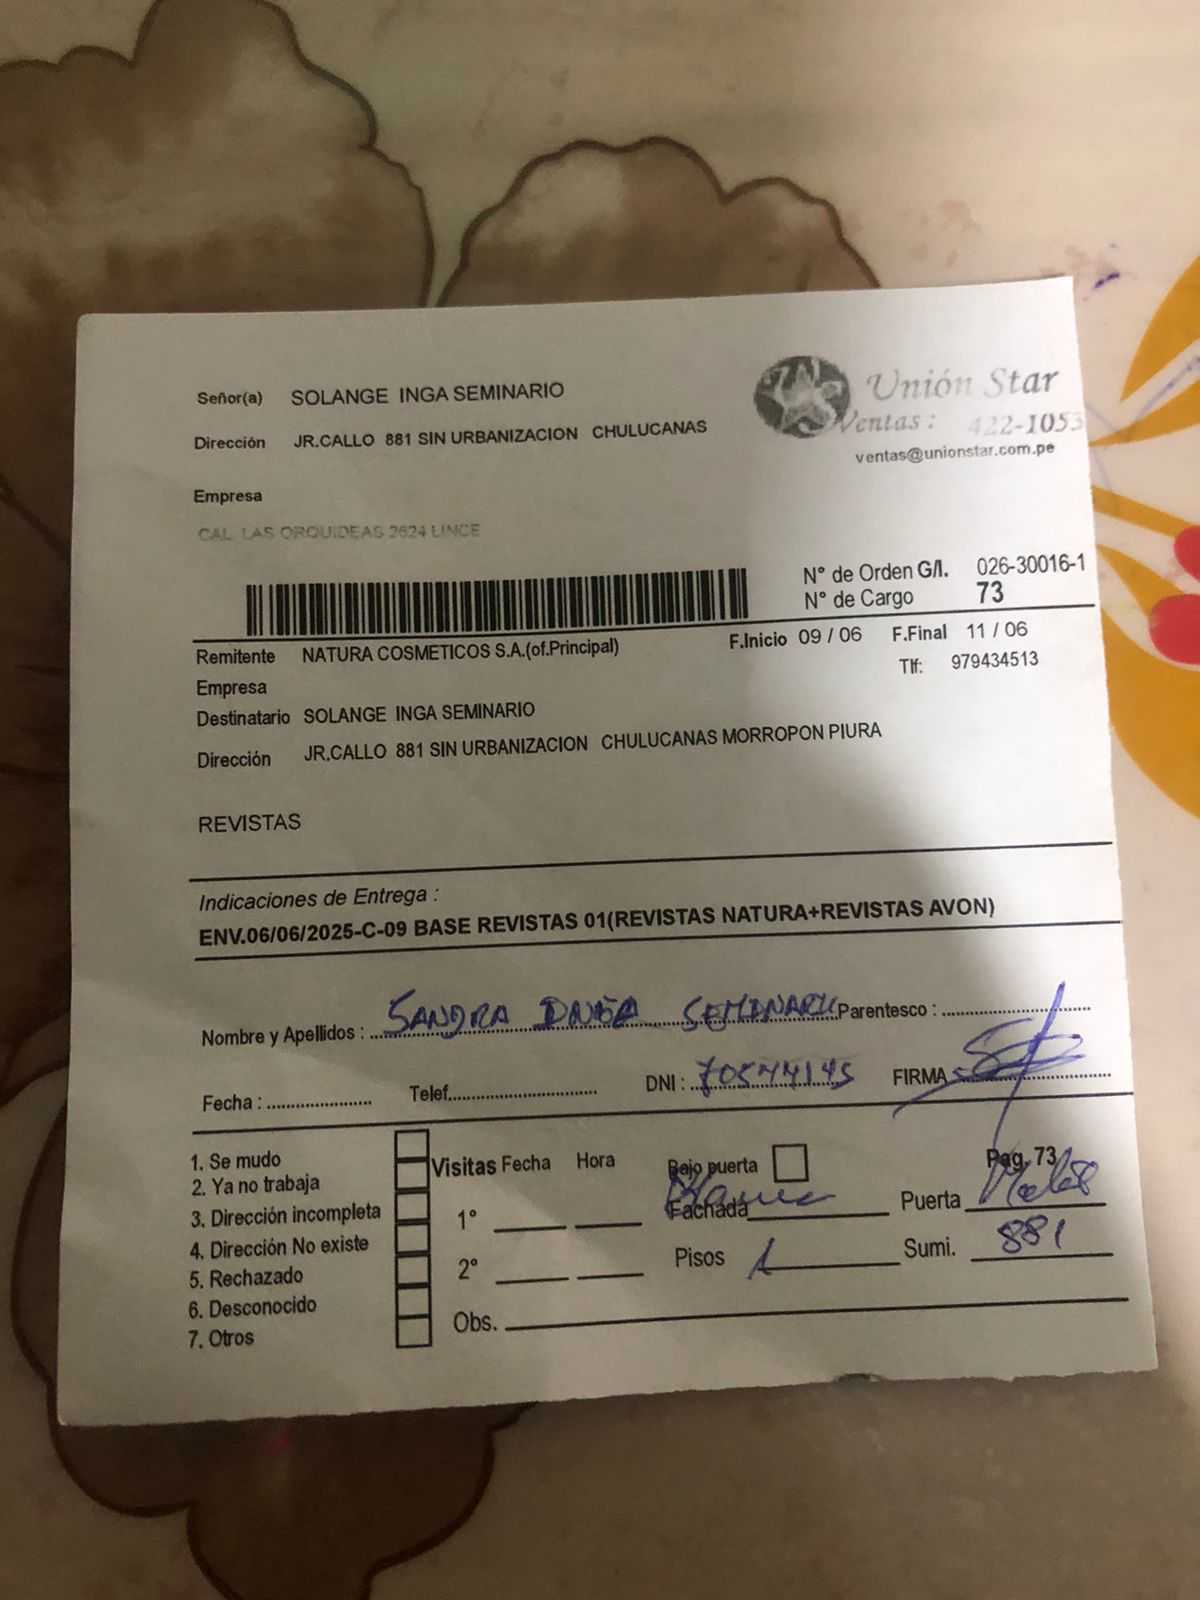 Señor(a) SOLANGE INGA SEMINARIO
Unión Star
Dirección JR.CALLO 881 SIN URBANIZACION CHULUCANAS
Ventas: 422-1053
ventas@unionstar.com.pe
Empresa
CAL. LAS ORQUIDEAS 2624 LINCE
N° de Orden G/I. 026-30016-1
N° de Cargo 73
Remitente NATURA COSMETICOS S.A.(of.Principal) F.Inicio 09 / 06 F.Final 11 / 06
Empresa Tlf: 979434513
Destinatario SOLANGE INGA SEMINARIO
Dirección JR.CALLO 881 SIN URBANIZACION CHULUCANAS MORROPON PIURA
REVISTAS
Indicaciones de Entrega :
ENV.06/06/2025-C-09 BASE REVISTAS 01(REVISTAS NATURA+REVISTAS AVON)
Nombre y Apellidos : SANDRA SEMINARIO Parentesco :
Fecha : Telef. DNI : 70544145 FIRMA
1. Se mudo Visitas Fecha Hora Bajo puerta Pag. 73
2. Ya no trabaja
3. Dirección incompleta 1° Fachada Blanca Puerta Metal
4. Dirección No existe
5. Rechazado 2° Pisos 1 Sumi. 881
6. Desconocido
7. Otros Obs.